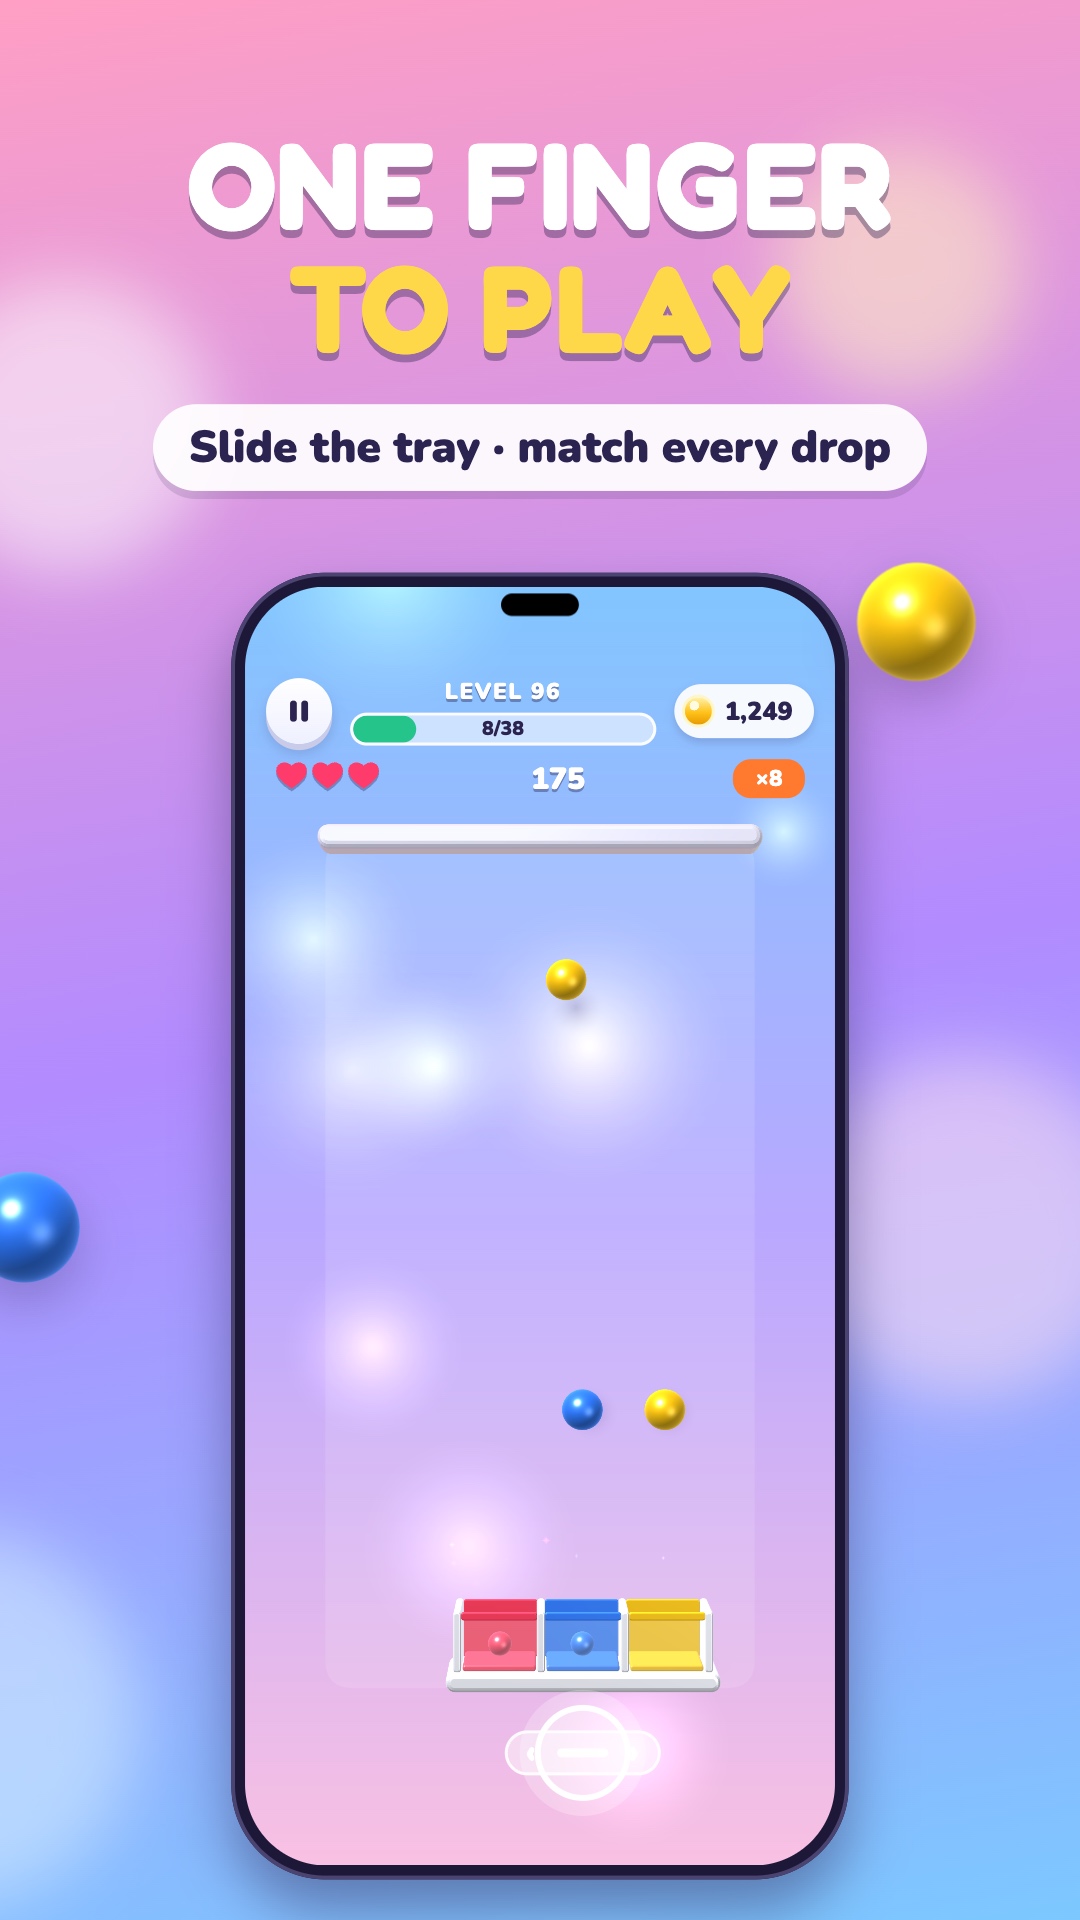 ONE FINGER
TO PLAY
Slide the tray · match every drop
LEVEL 96
8/38
1,249
175
×8